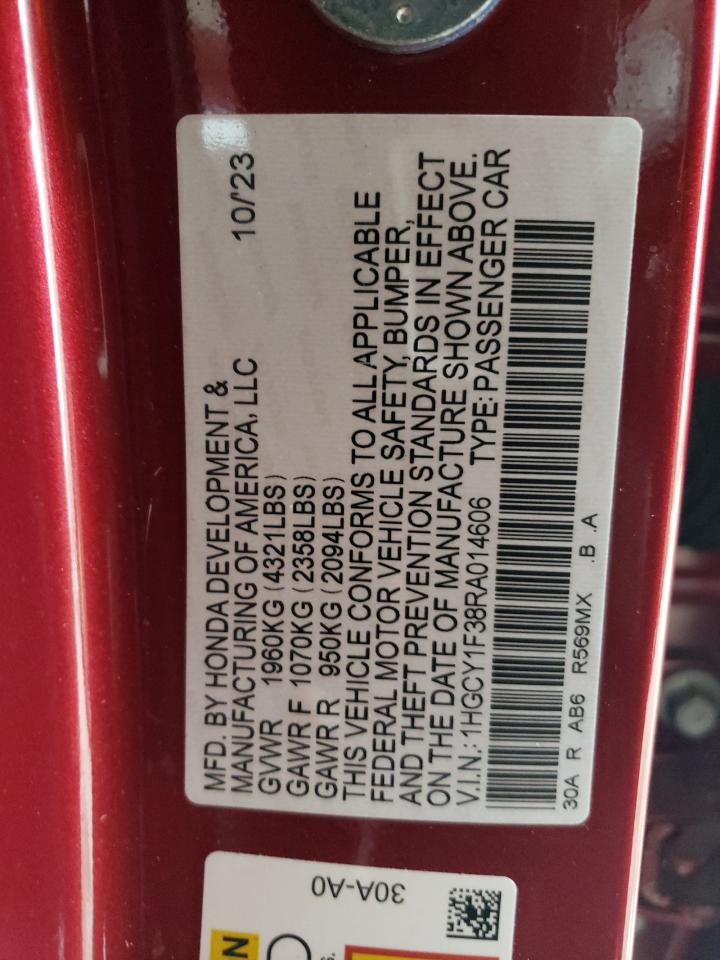 MFD. BY HONDA DEVELOPMENT &
MANUFACTURING OF AMERICA, LLC 10/'23
GVWR 1960KG (4321LBS)
GAWR F 1070KG (2358LBS)
GAWR R 950KG (2094LBS)
THIS VEHICLE CONFORMS TO ALL APPLICABLE
FEDERAL MOTOR VEHICLE SAFETY, BUMPER,
AND THEFT PREVENTION STANDARDS IN EFFECT
ON THE DATE OF MANUFACTURE SHOWN ABOVE.
V.I.N.: 1HGCY1F38RA014606 TYPE: PASSENGER CAR
30A R AB6 R569MX .B .A
30A-A0